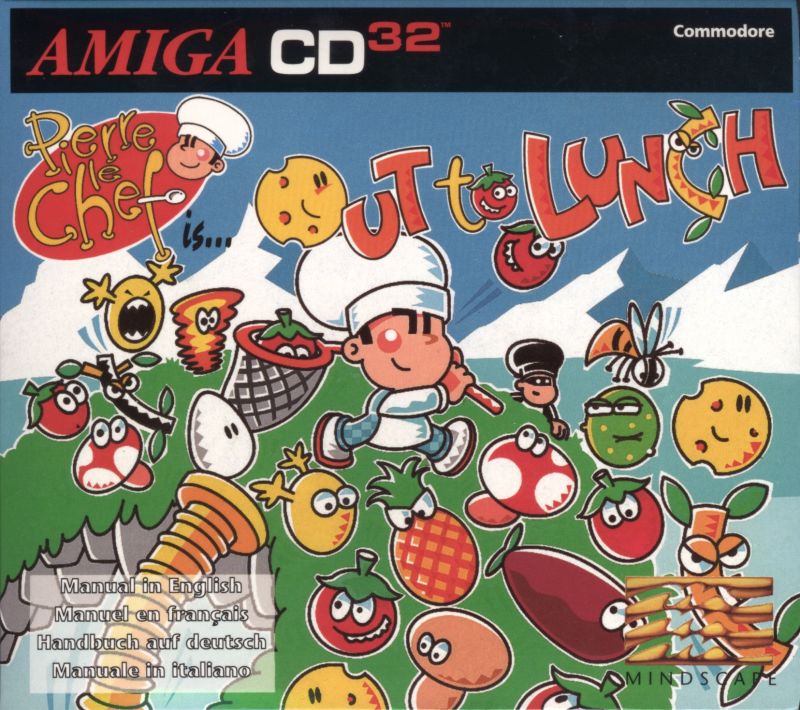 AMIGA CD32™
Commodore
Pierre
le
Chef
is...
OUT to LUNCH
Manual in English
Manuel en français
Handbuch auf deutsch
Manuale in italiano
MINDSCAPE